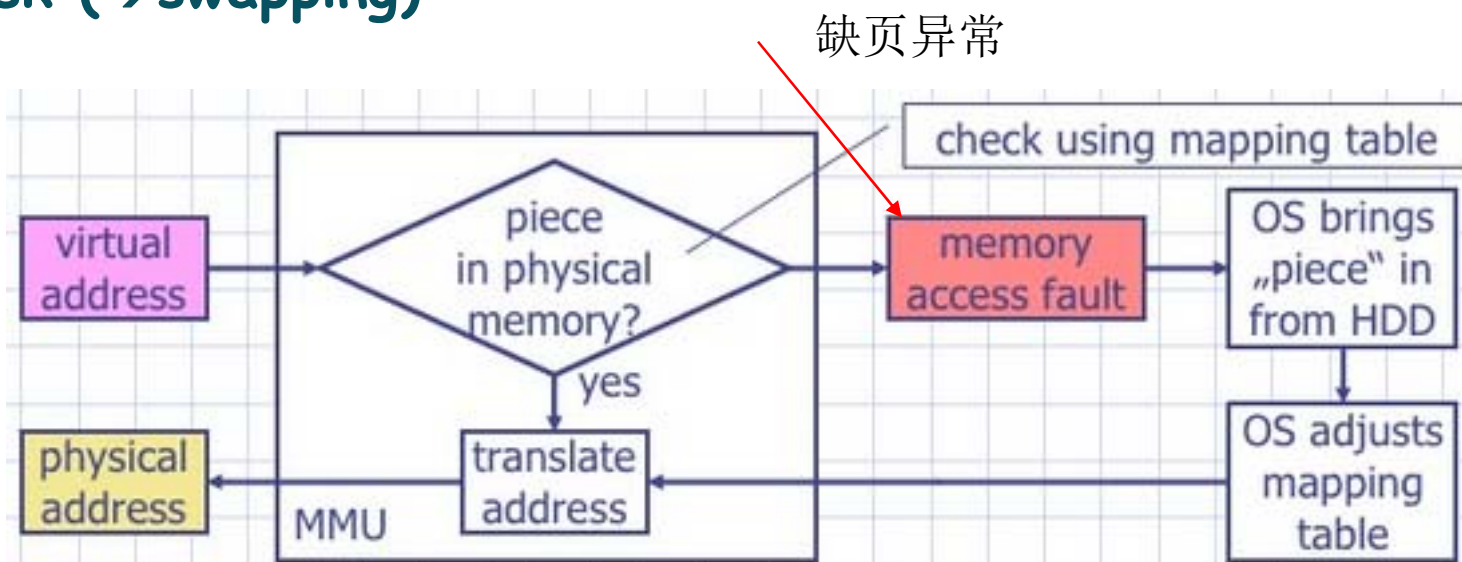 (→swapping)
缺页异常
check using mapping table
virtual
address
piece
in physical
memory?
memory
access fault
OS brings
„piece“ in
from HDD
yes
physical
address
translate
address
MMU
OS adjusts
mapping
table